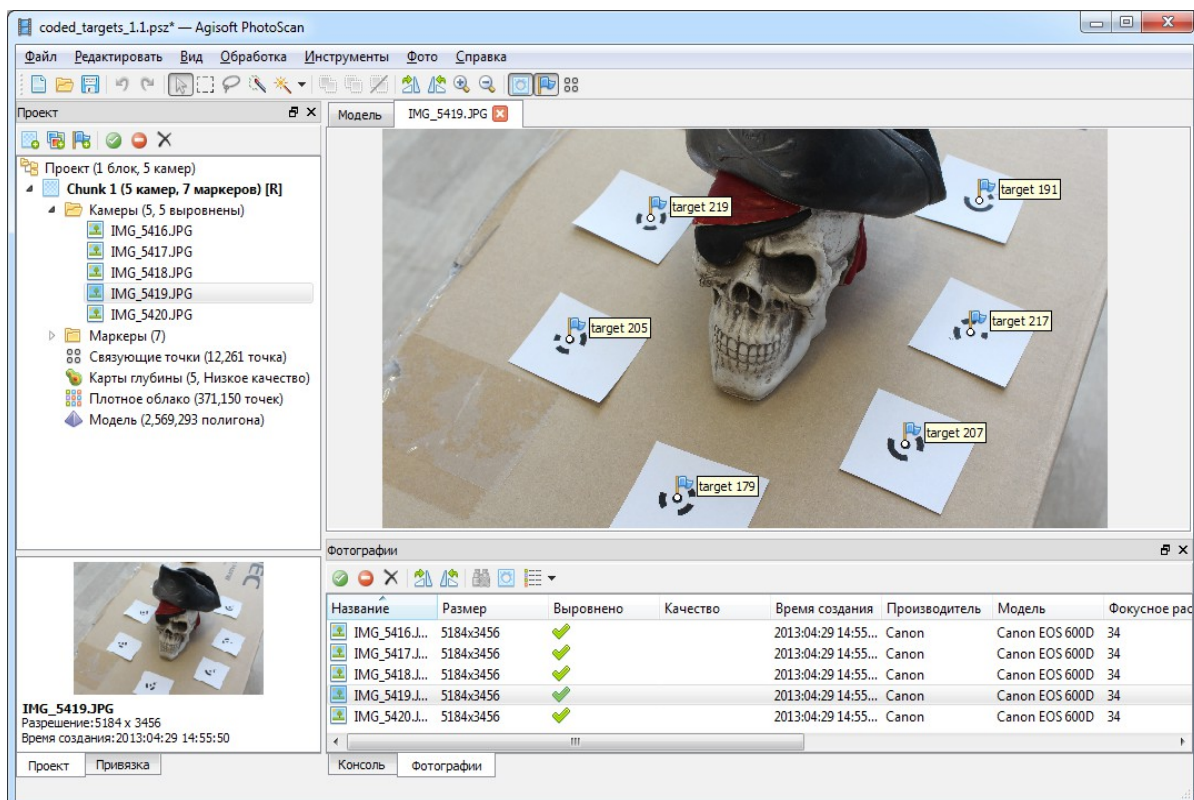 coded_targets_1.1.psz* — Agisoft PhotoScan
Файл Редактировать Вид Обработка Инструменты Фото Справка
Проект
Проект (1 блок, 5 камер)
Chunk 1 (5 камер, 7 маркеров) [R]
Камеры (5, 5 выровнены)
IMG_5416.JPG
IMG_5417.JPG
IMG_5418.JPG
IMG_5419.JPG
IMG_5420.JPG
Маркеры (7)
Связующие точки (12,261 точка)
Карты глубины (5, Низкое качество)
Плотное облако (371,150 точек)
Модель (2,569,293 полигона)
IMG_5419.JPG
Разрешение:5184 x 3456
Время создания:2013:04:29 14:55:50
Проект Привязка
Модель IMG_5419.JPG
target 191
target 219
target 217
target 205
target 207
target 179
Фотографии
Название Размер Выровнено Качество Время создания Производитель Модель Фокусное рас
IMG_5416.J... 5184x3456 2013:04:29 14:55... Canon Canon EOS 600D 34
IMG_5417.J... 5184x3456 2013:04:29 14:55... Canon Canon EOS 600D 34
IMG_5418.J... 5184x3456 2013:04:29 14:55... Canon Canon EOS 600D 34
IMG_5419.J... 5184x3456 2013:04:29 14:55... Canon Canon EOS 600D 34
IMG_5420.J... 5184x3456 2013:04:29 14:55... Canon Canon EOS 600D 34
Консоль Фотографии